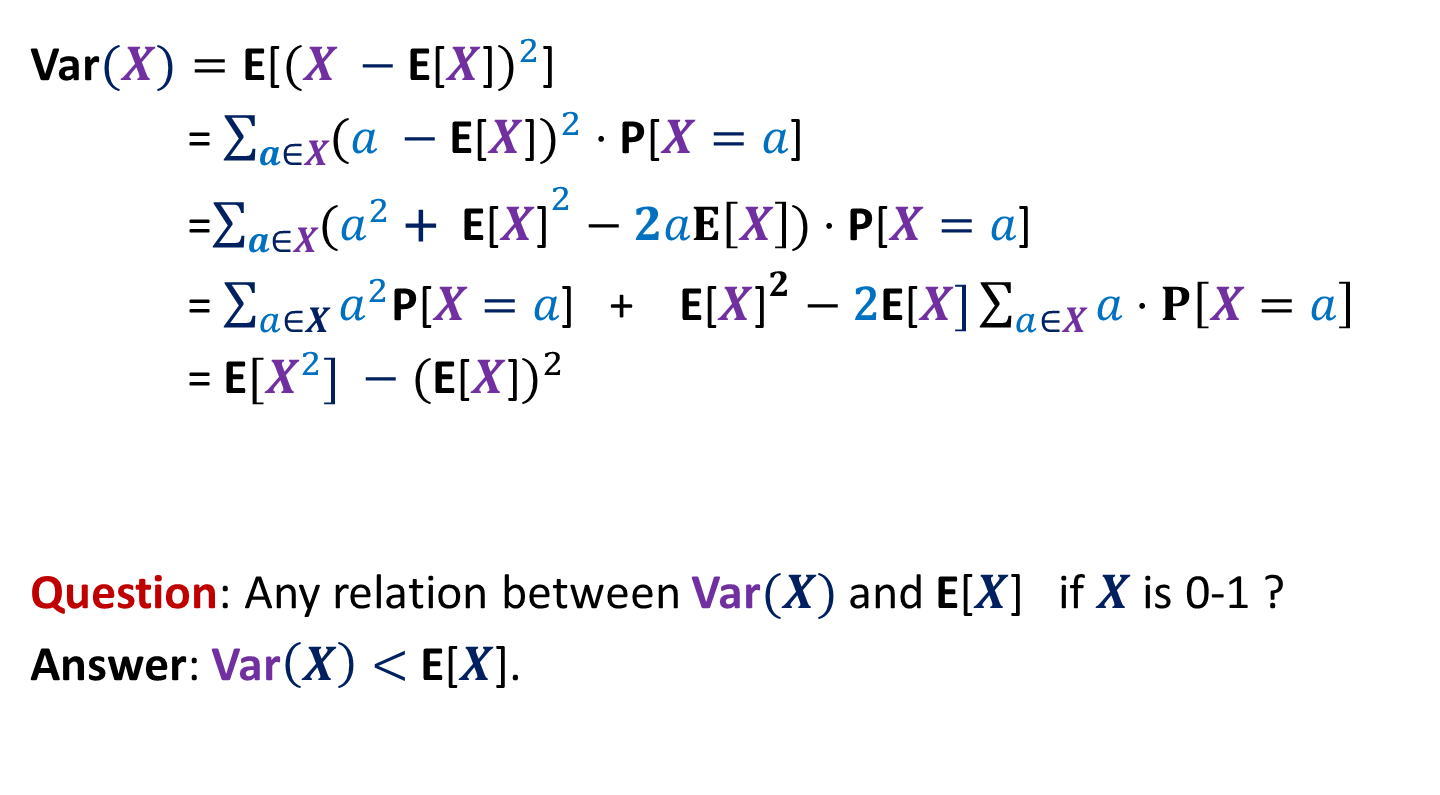 Var(X) = E[(X − E[X])²]
= ∑ₐ∈X(a − E[X])² · P[X = a]
=∑ₐ∈X(a² + E[X]² − 2aE[X]) · P[X = a]
= ∑ₐ∈X a²P[X = a] + E[X]² − 2E[X] ∑ₐ∈X a · P[X = a]
= E[X²] − (E[X])²
Question: Any relation between Var(X) and E[X] if X is 0-1 ?
Answer: Var(X) < E[X].